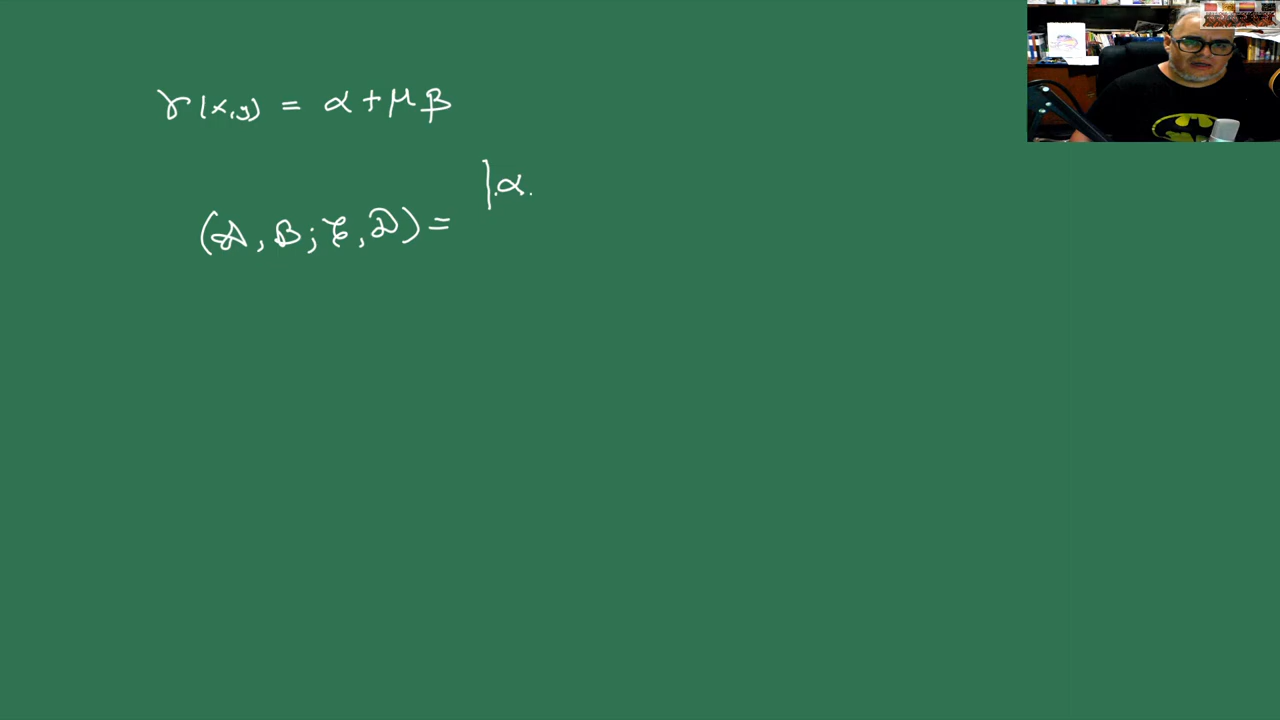 γ(x,y) = α + μβ
|.α.
(𝒜, ℬ; 𝒞, 𝒟) =